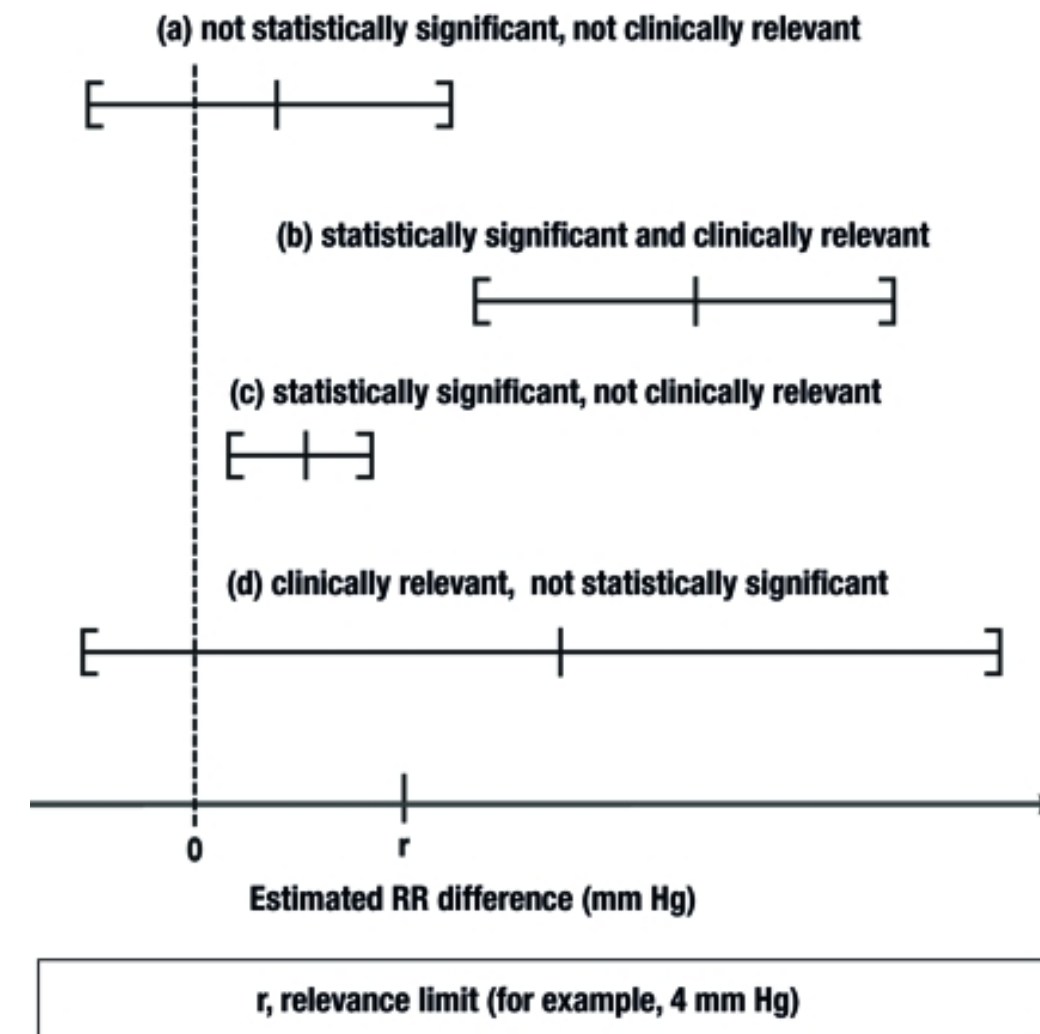 (a) not statistically significant, not clinically relevant
(b) statistically significant and clinically relevant
(c) statistically significant, not clinically relevant
(d) clinically relevant, not statistically significant
0
r
Estimated RR difference (mm Hg)
r, relevance limit (for example, 4 mm Hg)